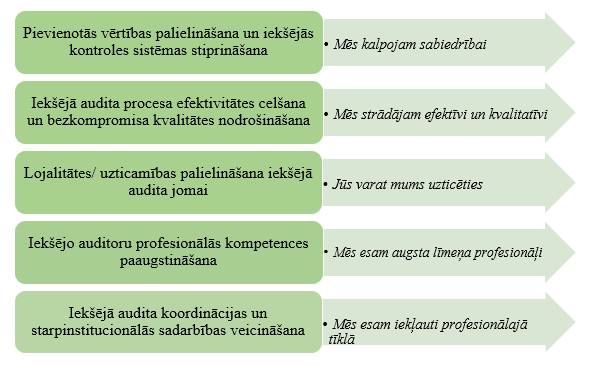 Pievienotās vērtības palielināšana un iekšējās
kontroles sistēmas stiprināšana
• Mēs kalpojam sabiedrībai
Iekšējā audita procesa efektivitātes celšana
un bezkompromisa kvalitātes nodrošināšana
• Mēs strādājam efektīvi un kvalitatīvi
Lojalitātes/ uzticamības palielināšana iekšējā
audita jomai
• Jūs varat mums uzticēties
Iekšējo auditoru profesionālās kompetences
paaugstināšana
• Mēs esam augsta līmeņa profesionāļi
Iekšējā audita koordinācijas un
starpinstitucionālās sadarbības veicināšana
• Mēs esam iekļauti profesionālajā
tīklā